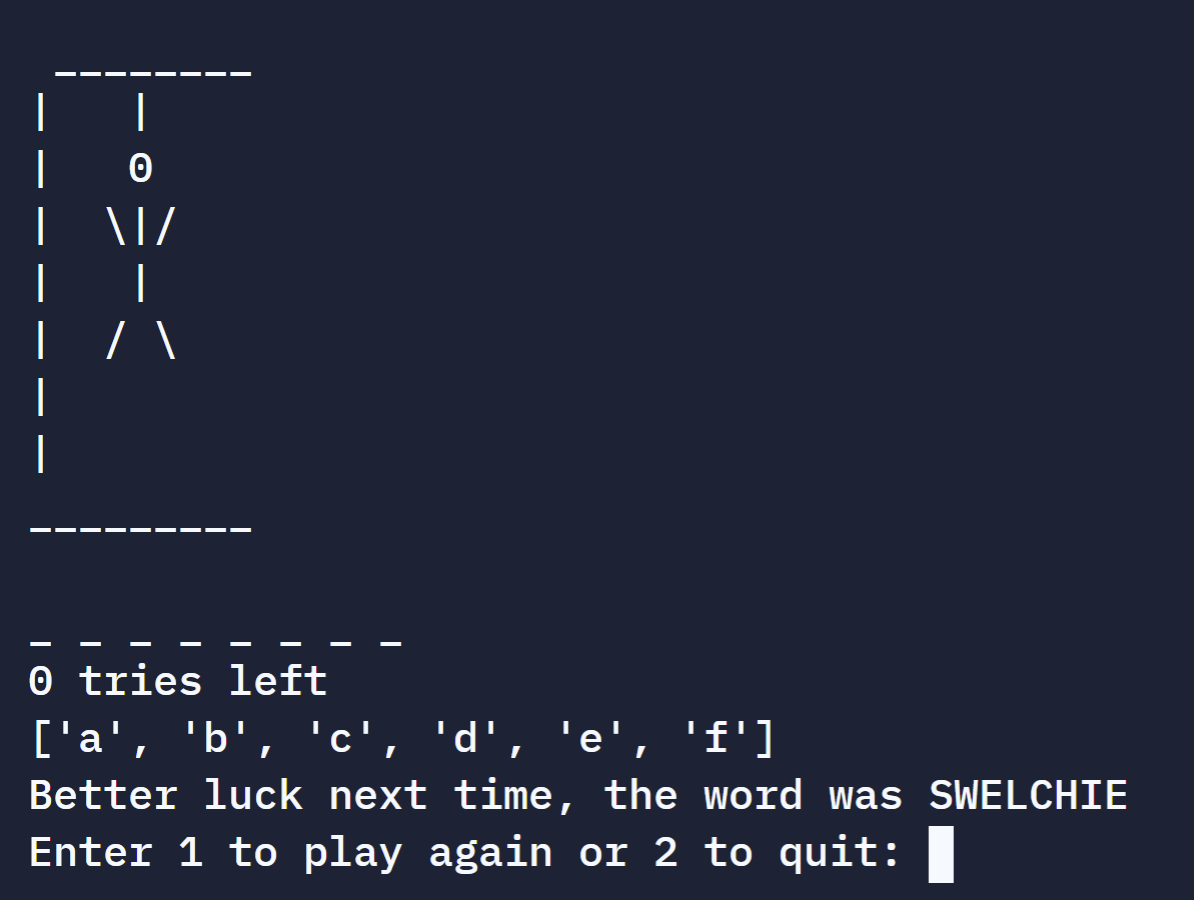 --------
|   |
|   0
|  \|/
|   |
|  / \
|
|
---------
_ _ _ _ _ _ _ _
0 tries left
['a', 'b', 'c', 'd', 'e', 'f']
Better luck next time, the word was SWELCHIE
Enter 1 to play again or 2 to quit: